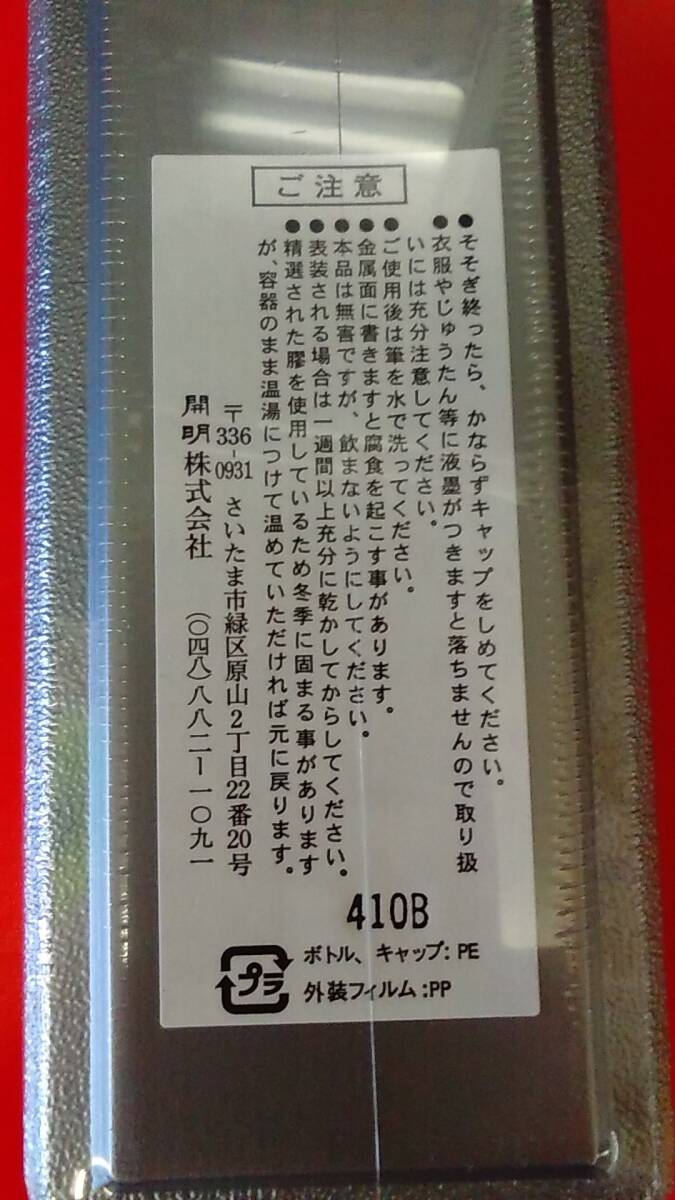 ご注意
●そそぎ終ったら、かならずキャップをしめてください。
●衣服やじゅうたん等に液墨がつきますと落ちませんので取り扱
いには充分注意してください。
●ご使用後は筆を水で洗ってください。
●金属面に書きますと腐食を起こす事があります。
●本品は無害ですが、飲まないようにしてください。
●表装される場合は一週間以上充分に乾かしてからしてください。
●精選された膠を使用しているため冬季に固まる事があります
が、容器のまま温湯につけて温めていただければ元に戻ります。
〒336-0931 さいたま市緑区原山2丁目22番20号
開明株式会社 (〇四八)八八二ー一〇九一
410B
プラ
ボトル、キャップ:PE
外装フィルム:PP